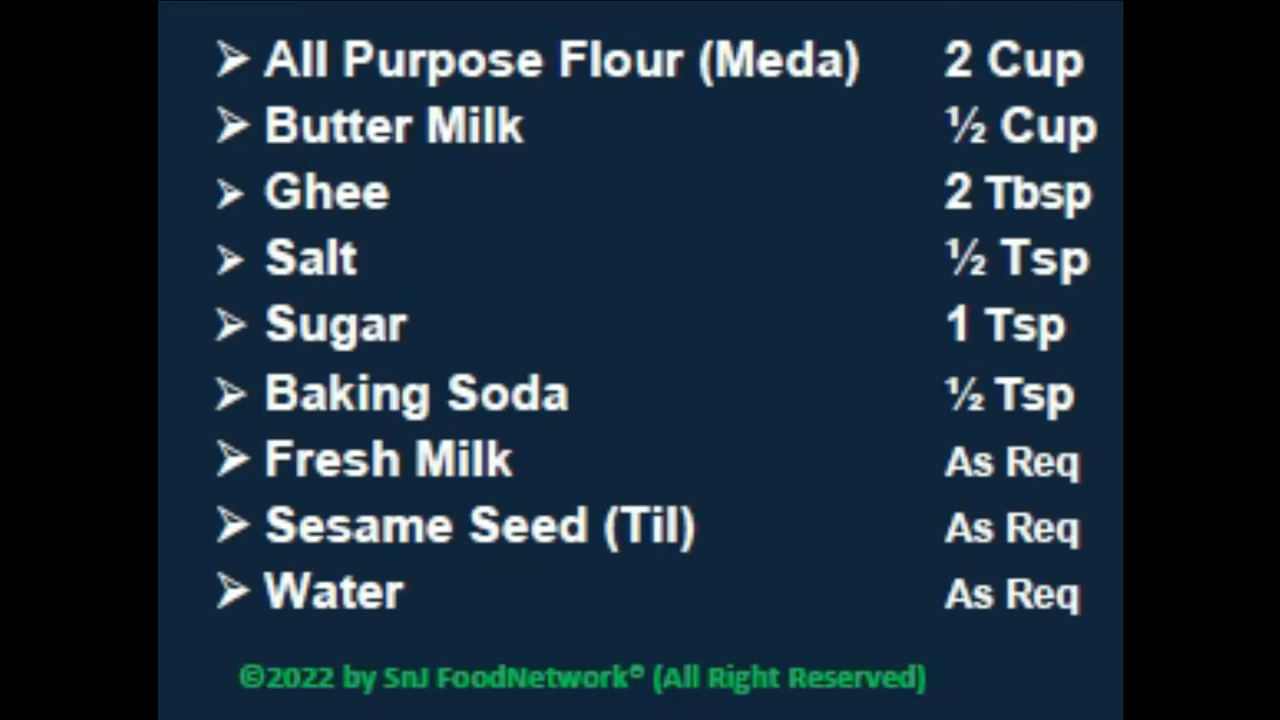 ➢ All Purpose Flour (Meda) 2 Cup
➢ Butter Milk ½ Cup
➢ Ghee 2 Tbsp
➢ Salt ½ Tsp
➢ Sugar 1 Tsp
➢ Baking Soda ½ Tsp
➢ Fresh Milk As Req
➢ Sesame Seed (Til) As Req
➢ Water As Req
©2022 by SnJ FoodNetwork® (All Right Reserved)